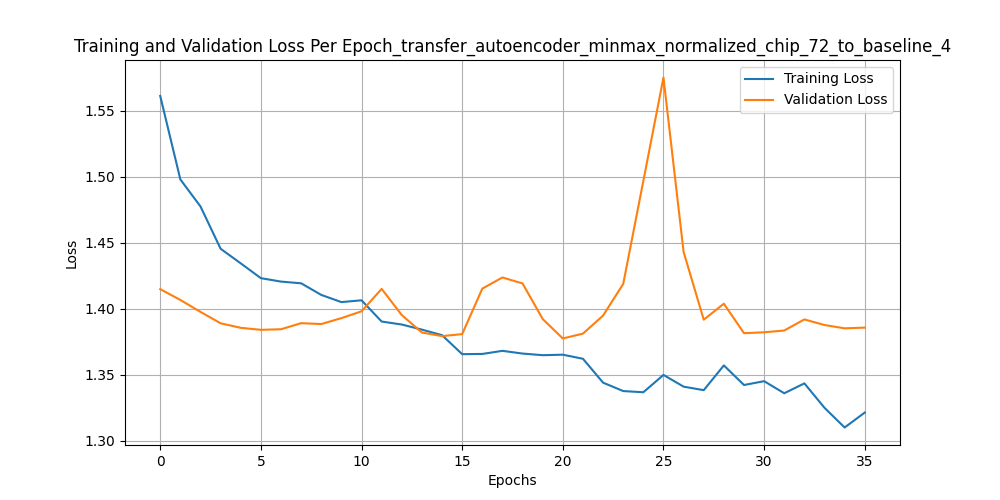 Training and Validation Loss Per Epoch_transfer_autoencoder_minmax_normalized_chip_72_to_baseline_4
Training Loss
Validation Loss
1.55
1.50
1.45
1.40
1.35
1.30
Loss
0 5 10 15 20 25 30 35
Epochs